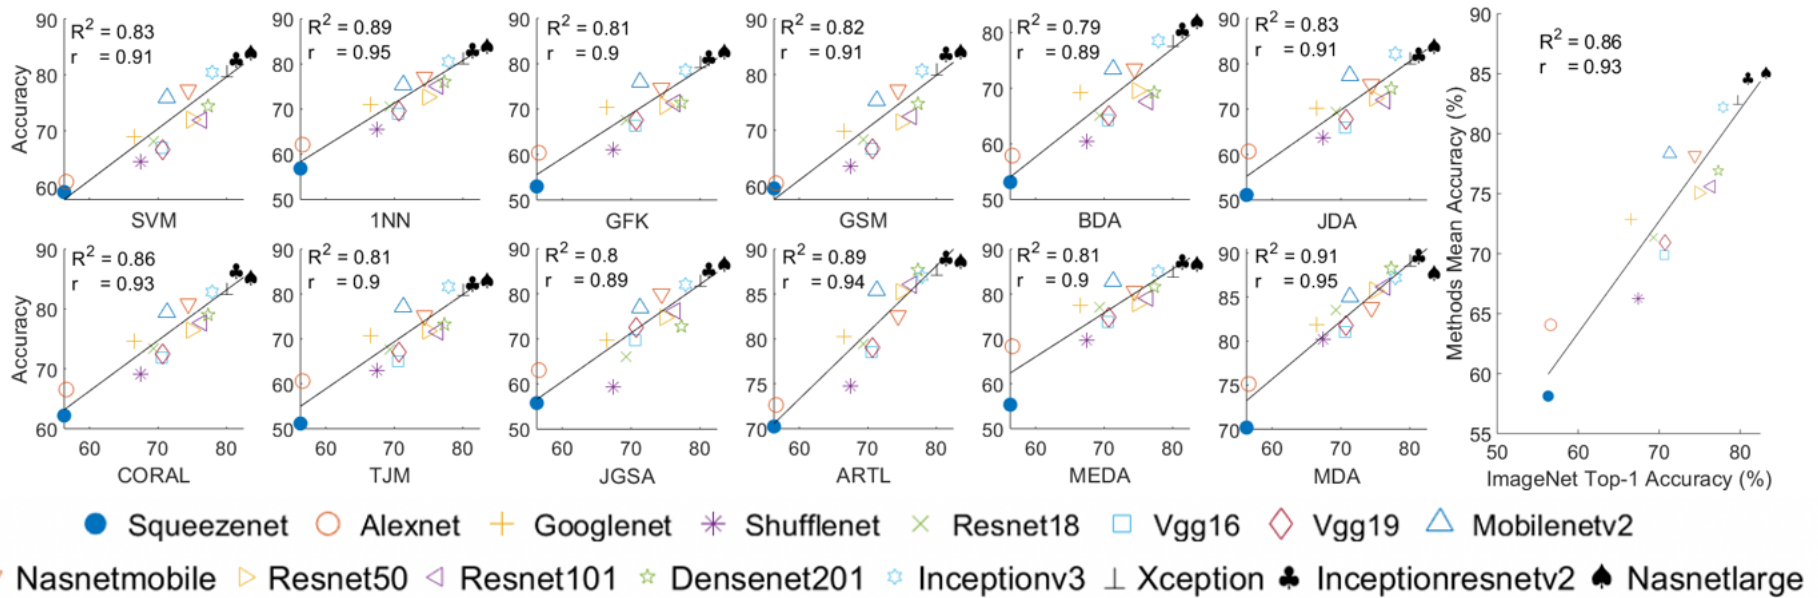 R² = 0.83
r = 0.91
90
80
70
60
Accuracy
SVM
R² = 0.89
r = 0.95
90
80
70
60
50
1NN
R² = 0.81
r = 0.9
90
80
70
60
50
GFK
R² = 0.82
r = 0.91
90
80
70
60
GSM
R² = 0.79
r = 0.89
80
70
60
50
BDA
R² = 0.83
r = 0.91
90
80
70
60
50
JDA
R² = 0.86
r = 0.93
90
80
70
60
Accuracy
60 70 80
CORAL
R² = 0.81
r = 0.9
90
80
70
60
50
60 70 80
TJM
R² = 0.8
r = 0.89
90
80
70
60
50
60 70 80
JGSA
R² = 0.89
r = 0.94
90
85
80
75
70
60 70 80
ARTL
R² = 0.81
r = 0.9
90
80
70
60
50
60 70 80
MEDA
R² = 0.91
r = 0.95
90
85
80
75
70
60 70 80
MDA
R² = 0.86
r = 0.93
90
85
80
75
70
65
60
55
Methods Mean Accuracy (%)
50 60 70 80
ImageNet Top-1 Accuracy (%)
Squeezenet Alexnet Googlenet Shufflenet Resnet18 Vgg16 Vgg19 Mobilenetv2
Nasnetmobile Resnet50 Resnet101 Densenet201 Inceptionv3 Xception Inceptionresnetv2 Nasnetlarge